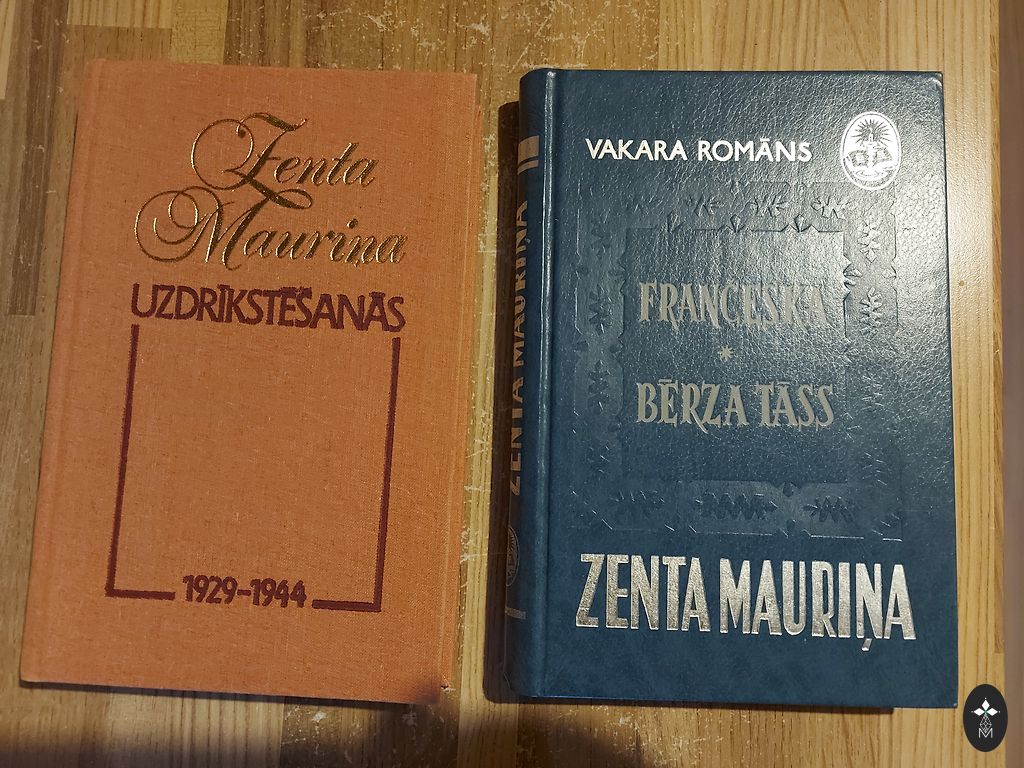 Zenta
Mauriņa
UZDRĪKSTĒŠANĀS
1929-1944
ZENTA MAURIŅA
VAKARA ROMĀNS
FRANČESKA
BĒRZA TĀSS
ZENTA MAURIŅA
M